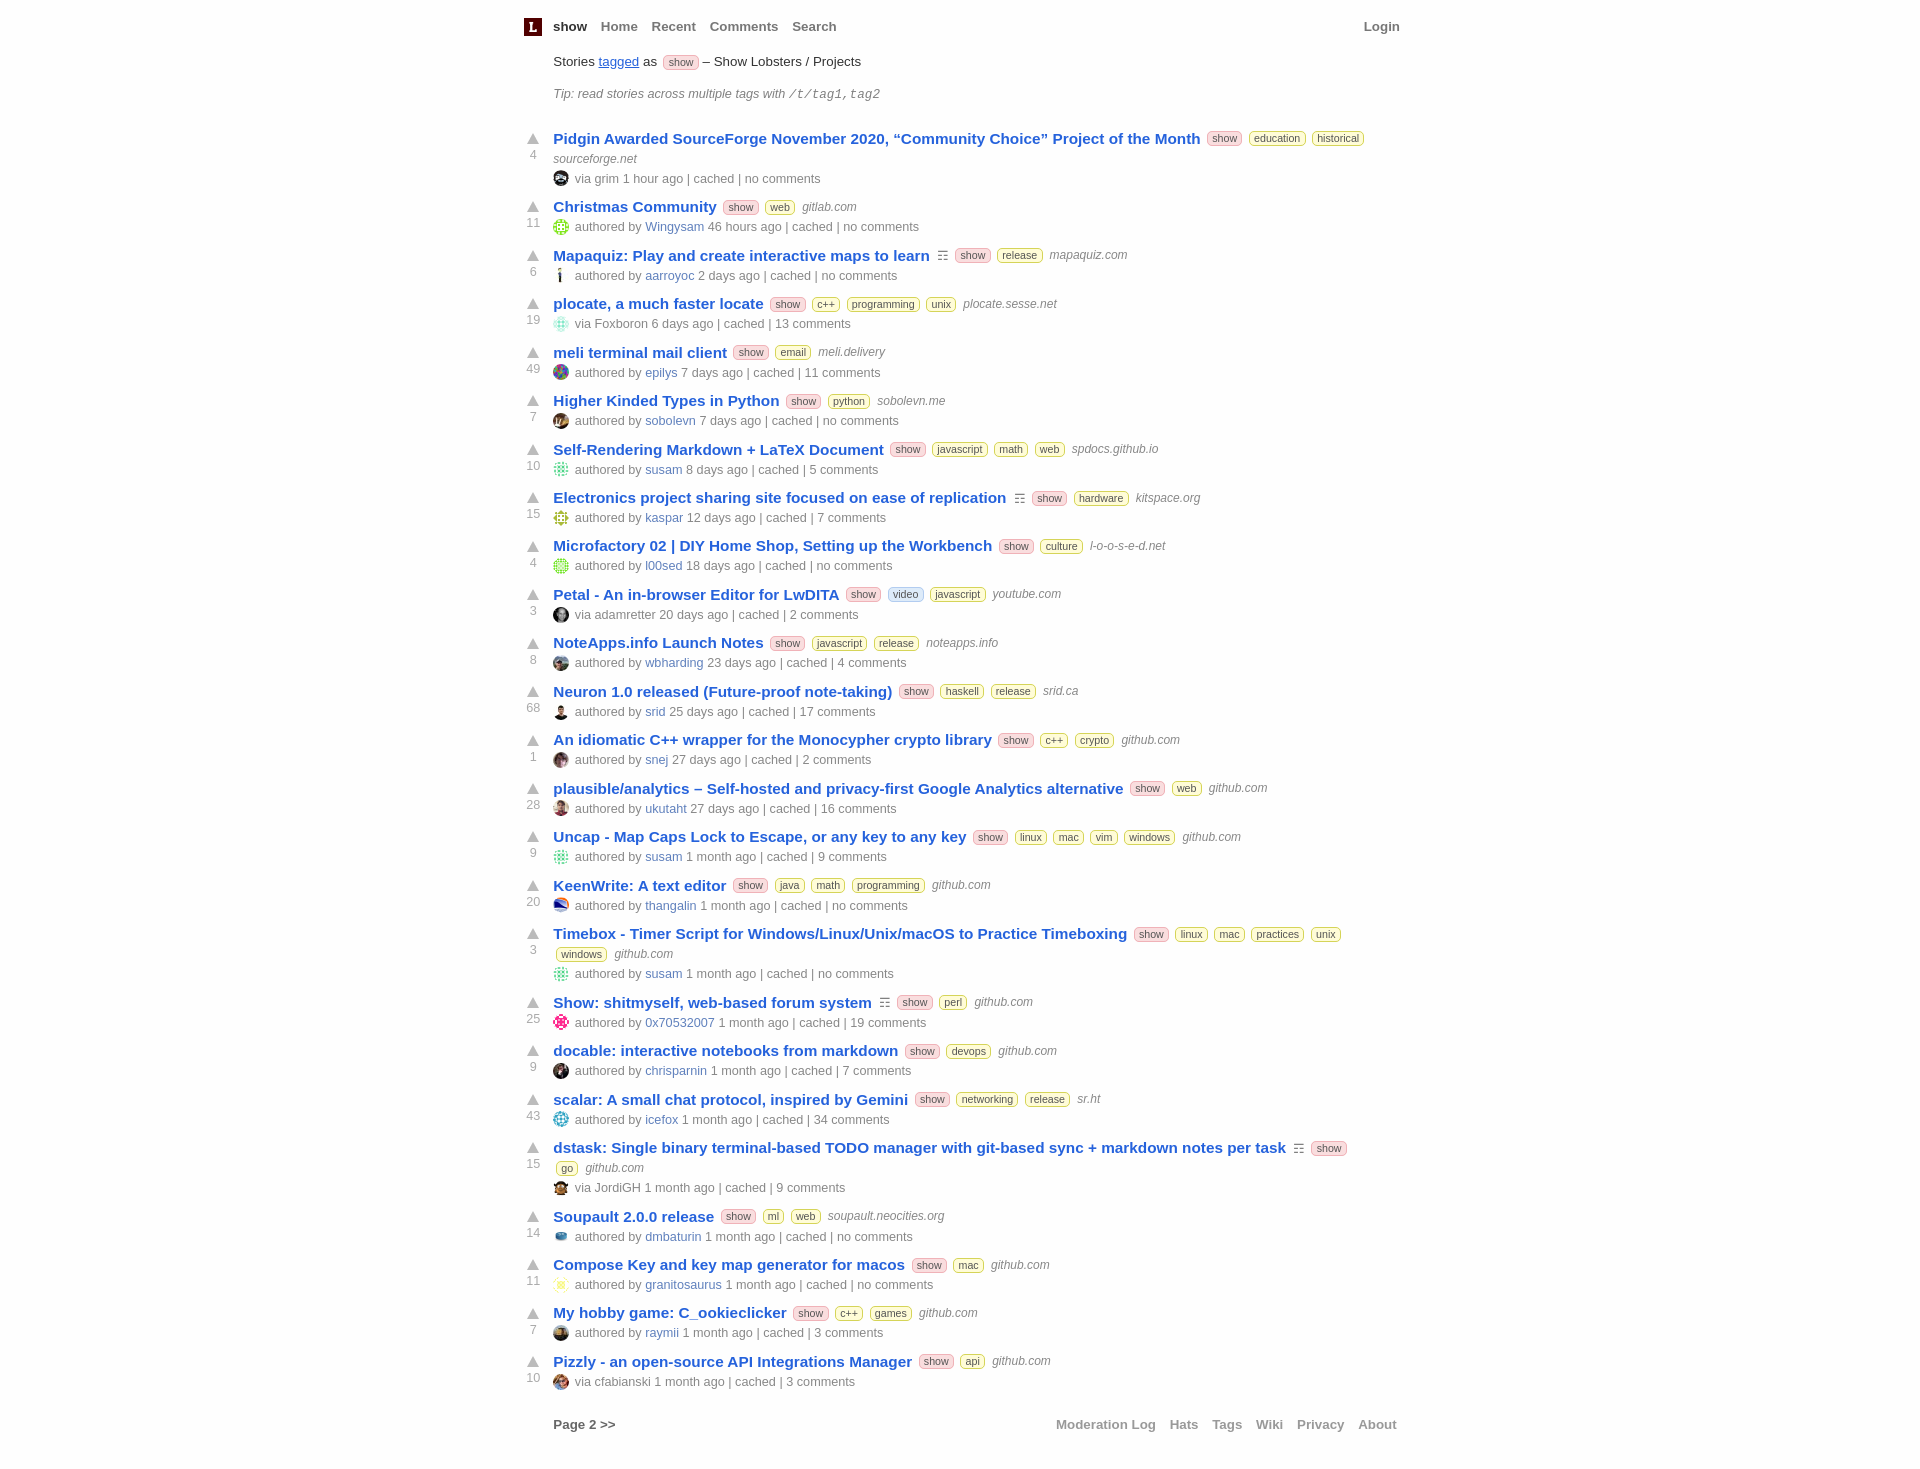 L show Home Recent Comments Search Login
Stories tagged as show – Show Lobsters / Projects
Tip: read stories across multiple tags with /t/tag1,tag2
Pidgin Awarded SourceForge November 2020, “Community Choice” Project of the Month show education historical
4 sourceforge.net
via grim 1 hour ago | cached | no comments
Christmas Community show web gitlab.com
11 authored by Wingysam 46 hours ago | cached | no comments
Mapaquiz: Play and create interactive maps to learn ☶ show release mapaquiz.com
6 authored by aarroyoc 2 days ago | cached | no comments
plocate, a much faster locate show c++ programming unix plocate.sesse.net
19 via Foxboron 6 days ago | cached | 13 comments
meli terminal mail client show email meli.delivery
49 authored by epilys 7 days ago | cached | 11 comments
Higher Kinded Types in Python show python sobolevn.me
7 authored by sobolevn 7 days ago | cached | no comments
Self-Rendering Markdown + LaTeX Document show javascript math web spdocs.github.io
10 authored by susam 8 days ago | cached | 5 comments
Electronics project sharing site focused on ease of replication ☶ show hardware kitspace.org
15 authored by kaspar 12 days ago | cached | 7 comments
Microfactory 02 | DIY Home Shop, Setting up the Workbench show culture l-o-o-s-e-d.net
4 authored by l00sed 18 days ago | cached | no comments
Petal - An in-browser Editor for LwDITA show video javascript youtube.com
3 via adamretter 20 days ago | cached | 2 comments
NoteApps.info Launch Notes show javascript release noteapps.info
8 authored by wbharding 23 days ago | cached | 4 comments
Neuron 1.0 released (Future-proof note-taking) show haskell release srid.ca
68 authored by srid 25 days ago | cached | 17 comments
An idiomatic C++ wrapper for the Monocypher crypto library show c++ crypto github.com
1 authored by snej 27 days ago | cached | 2 comments
plausible/analytics – Self-hosted and privacy-first Google Analytics alternative show web github.com
28 authored by ukutaht 27 days ago | cached | 16 comments
Uncap - Map Caps Lock to Escape, or any key to any key show linux mac vim windows github.com
9 authored by susam 1 month ago | cached | 9 comments
KeenWrite: A text editor show java math programming github.com
20 authored by thangalin 1 month ago | cached | no comments
Timebox - Timer Script for Windows/Linux/Unix/macOS to Practice Timeboxing show linux mac practices unix
3 windows github.com
authored by susam 1 month ago | cached | no comments
Show: shitmyself, web-based forum system ☶ show perl github.com
25 authored by 0x70532007 1 month ago | cached | 19 comments
docable: interactive notebooks from markdown show devops github.com
9 authored by chrisparnin 1 month ago | cached | 7 comments
scalar: A small chat protocol, inspired by Gemini show networking release sr.ht
43 authored by icefox 1 month ago | cached | 34 comments
dstask: Single binary terminal-based TODO manager with git-based sync + markdown notes per task ☶ show
15 go github.com
via JordiGH 1 month ago | cached | 9 comments
Soupault 2.0.0 release show ml web soupault.neocities.org
14 authored by dmbaturin 1 month ago | cached | no comments
Compose Key and key map generator for macos show mac github.com
11 authored by granitosaurus 1 month ago | cached | no comments
My hobby game: C_ookieclicker show c++ games github.com
7 authored by raymii 1 month ago | cached | 3 comments
Pizzly - an open-source API Integrations Manager show api github.com
10 via cfabianski 1 month ago | cached | 3 comments
Page 2 >> Moderation Log Hats Tags Wiki Privacy About